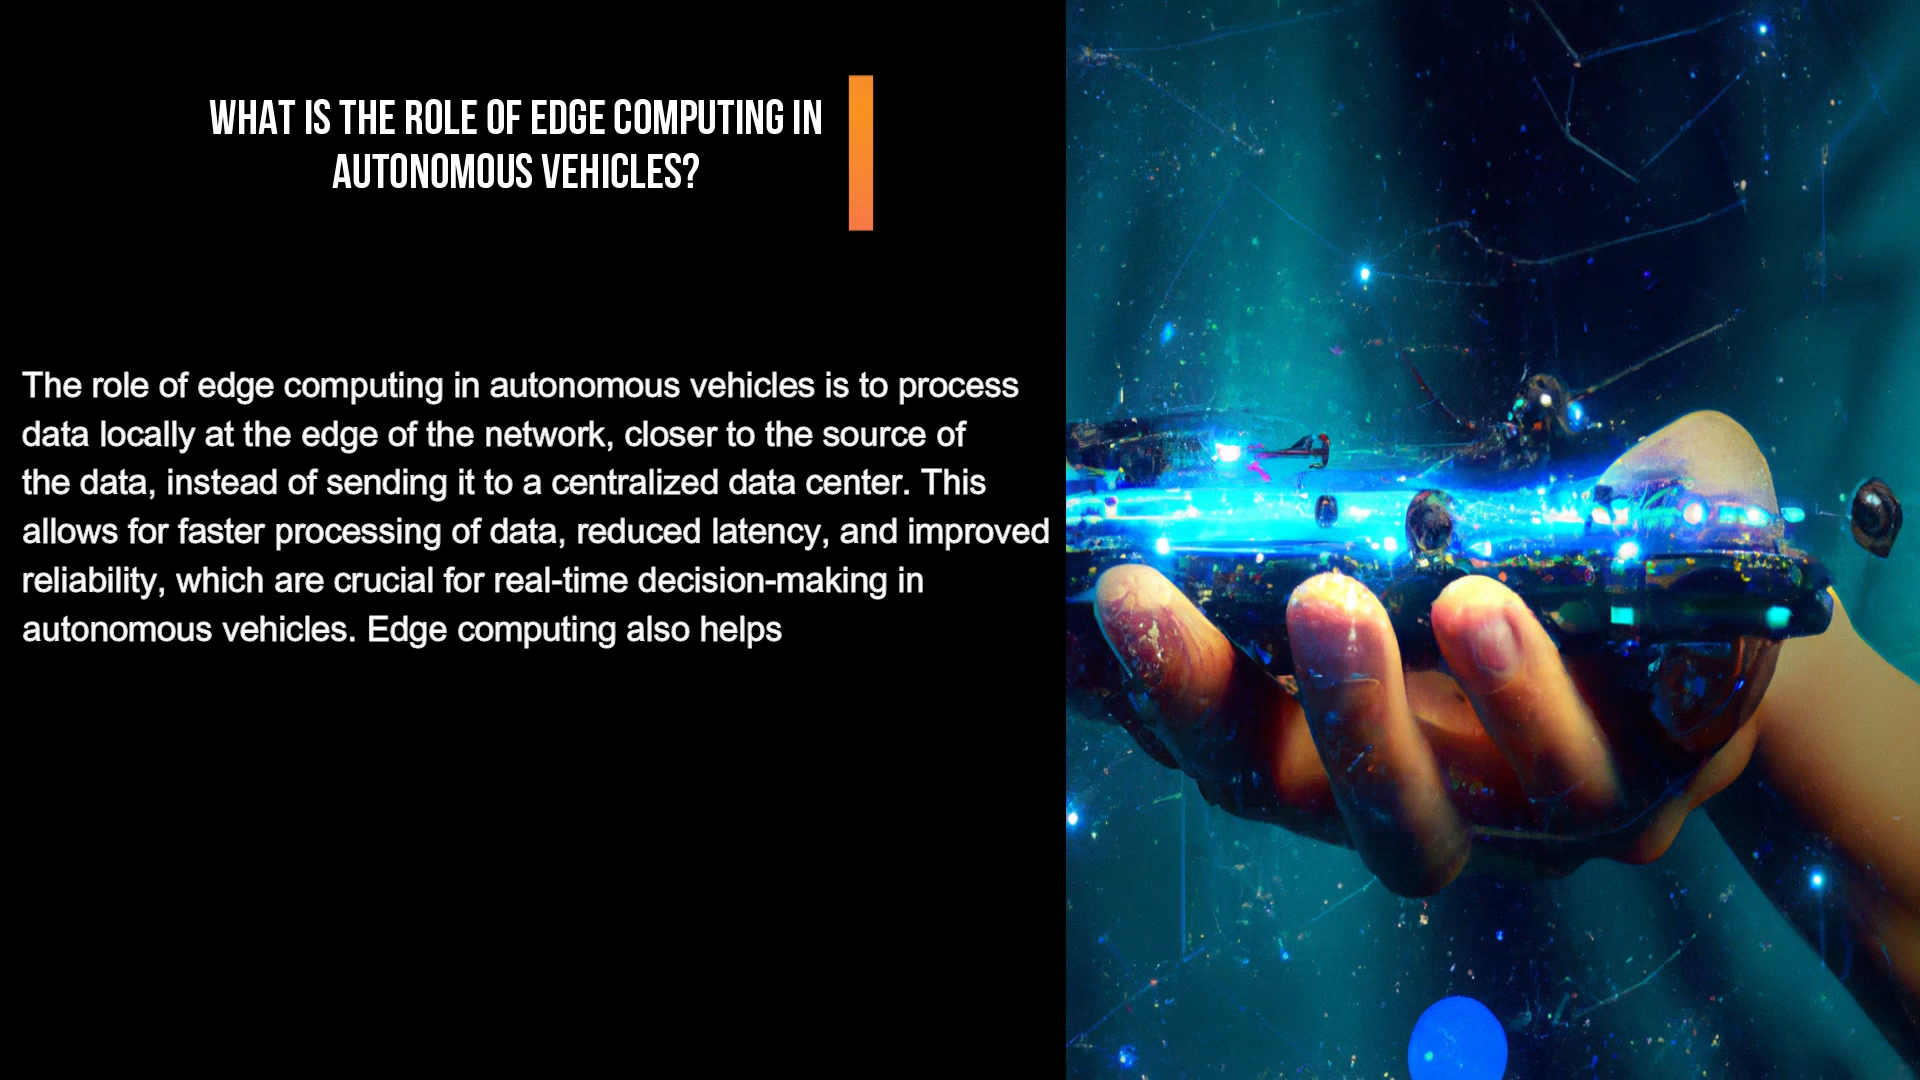 WHAT IS THE ROLE OF EDGE COMPUTING IN
AUTONOMOUS VEHICLES?
The role of edge computing in autonomous vehicles is to process
data locally at the edge of the network, closer to the source of
the data, instead of sending it to a centralized data center. This
allows for faster processing of data, reduced latency, and improved
reliability, which are crucial for real-time decision-making in
autonomous vehicles. Edge computing also helps